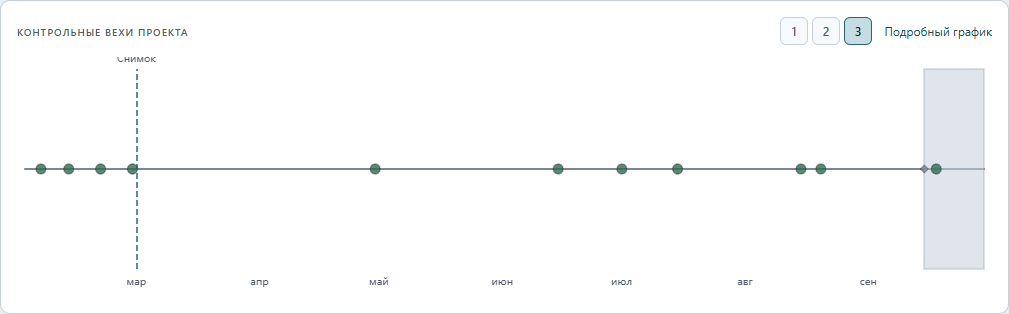 КОНТРОЛЬНЫЕ ВЕХИ ПРОЕКТА
1 2 3 Подробный график
Снимок
мар апр май июн июл авг сен